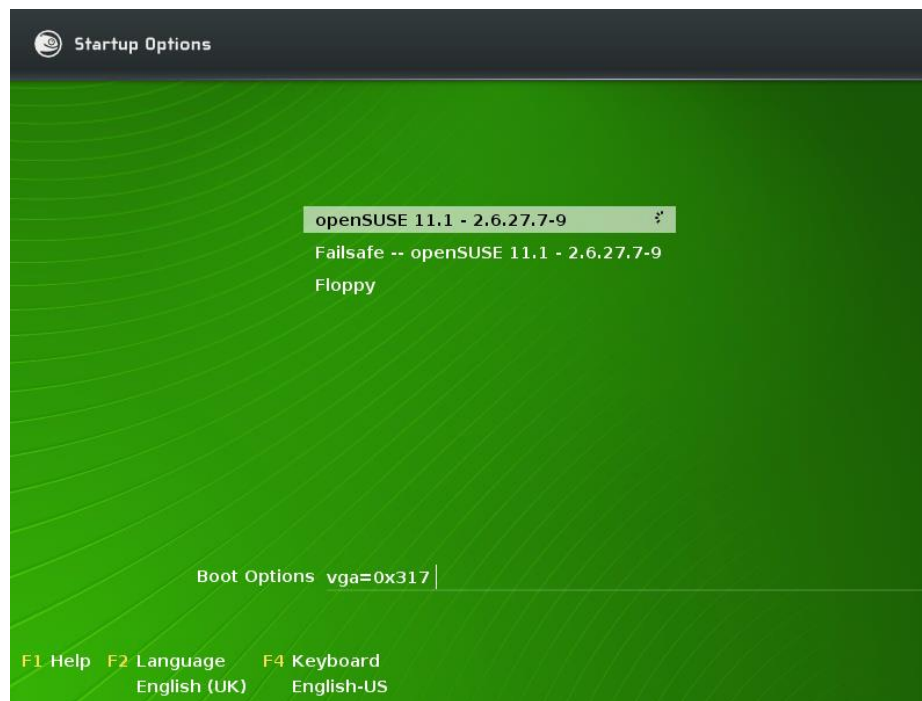 Startup Options
openSUSE 11.1 - 2.6.27.7-9
Failsafe -- openSUSE 11.1 - 2.6.27.7-9
Floppy
Boot Options vga=0x317
F1 Help F2 Language F4 Keyboard
English (UK) English-US